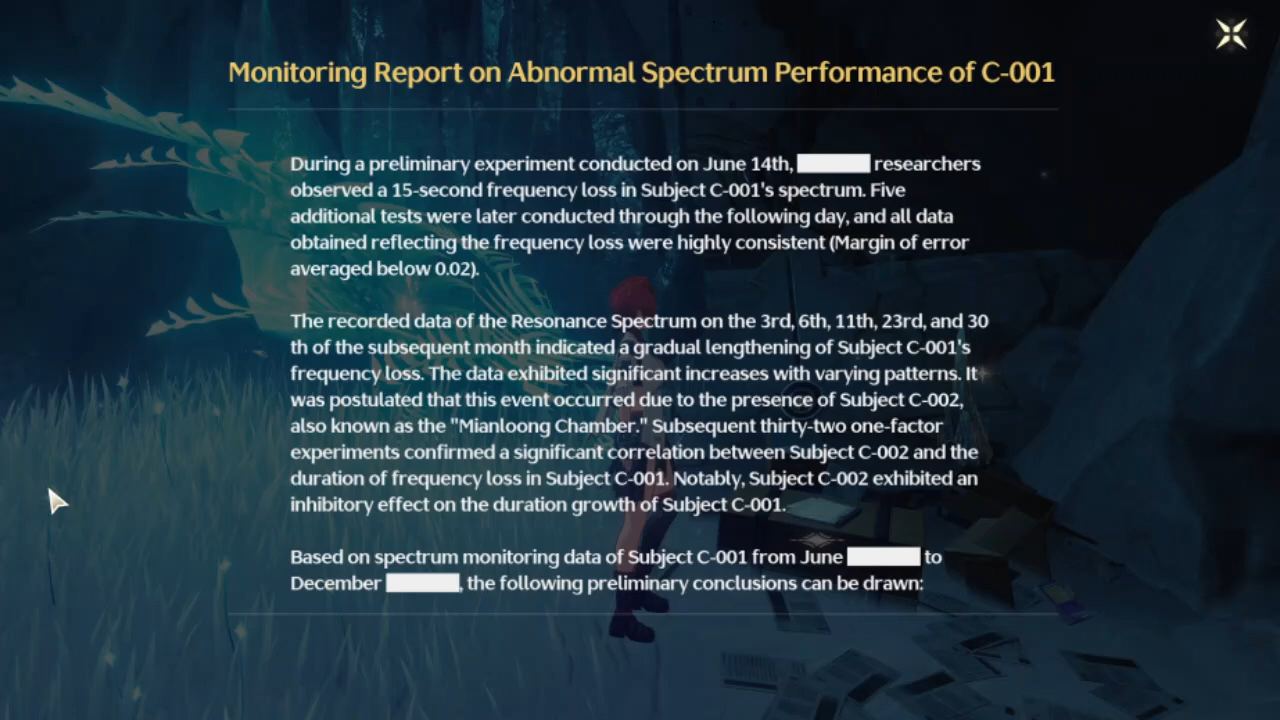 Monitoring Report on Abnormal Spectrum Performance of C-001
During a preliminary experiment conducted on June 14th, researchers
observed a 15-second frequency loss in Subject C-001's spectrum. Five
additional tests were later conducted through the following day, and all data
obtained reflecting the frequency loss were highly consistent (Margin of error
averaged below 0.02).
The recorded data of the Resonance Spectrum on the 3rd, 6th, 11th, 23rd, and 30
th of the subsequent month indicated a gradual lengthening of Subject C-001's
frequency loss. The data exhibited significant increases with varying patterns. It
was postulated that this event occurred due to the presence of Subject C-002,
also known as the "Mianloong Chamber." Subsequent thirty-two one-factor
experiments confirmed a significant correlation between Subject C-002 and the
duration of frequency loss in Subject C-001. Notably, Subject C-002 exhibited an
inhibitory effect on the duration growth of Subject C-001.
Based on spectrum monitoring data of Subject C-001 from June to
December , the following preliminary conclusions can be drawn: